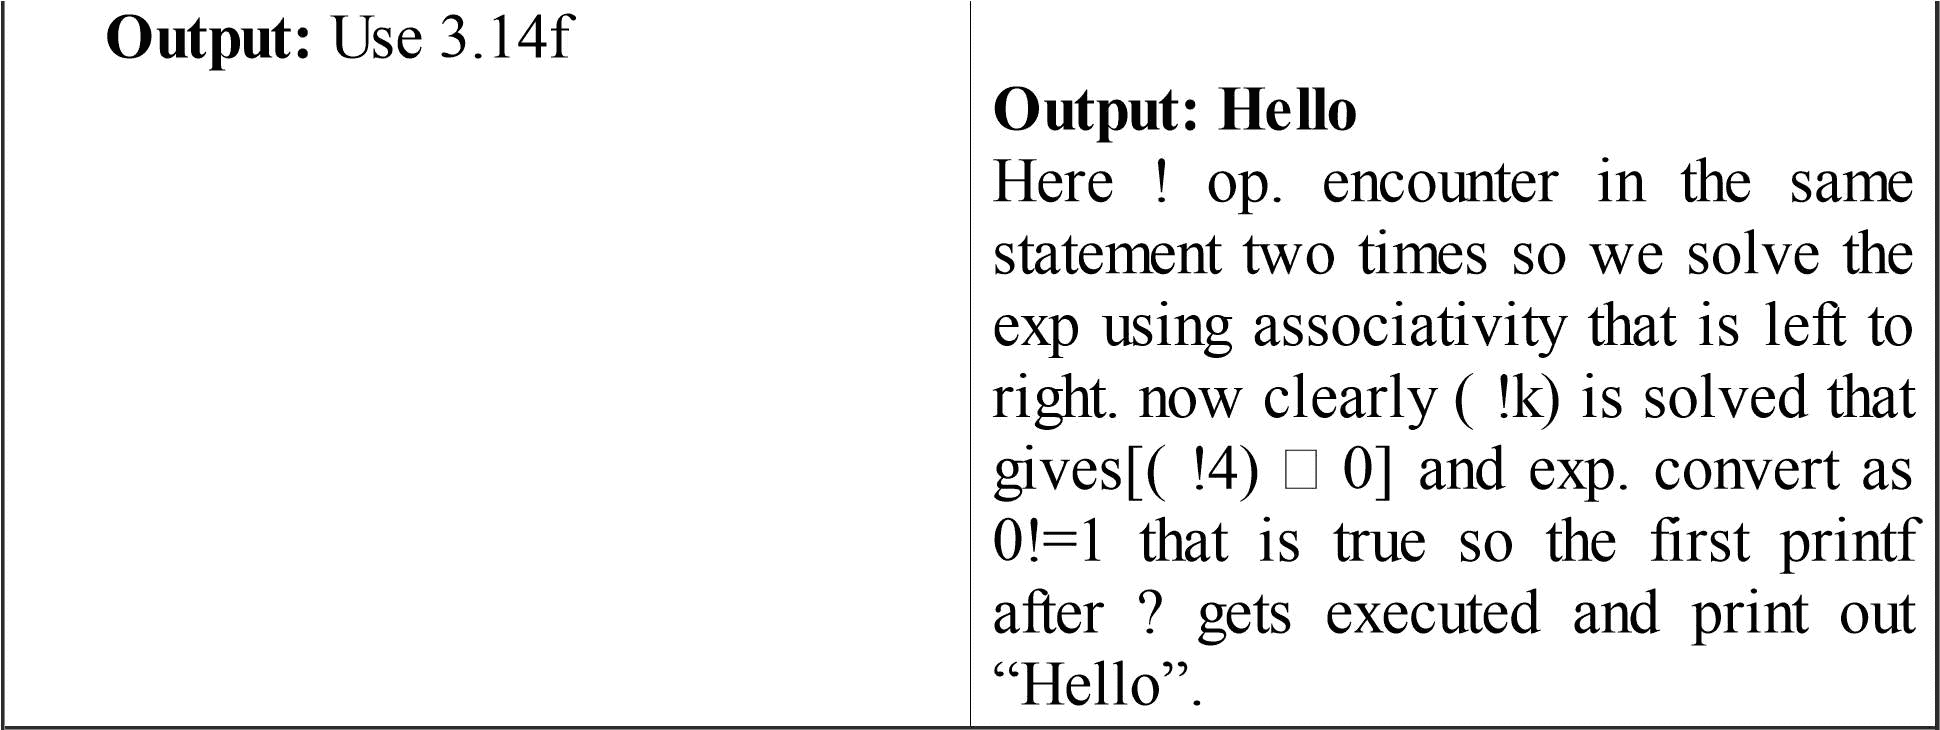 Output: Use 3.14f
Output: Hello
Here ! op. encounter in the same
statement two times so we solve the
exp using associativity that is left to
right. now clearly ( !k) is solved that
gives[( !4) □ 0] and exp. convert as
0!=1 that is true so the first printf
after ? gets executed and print out
“Hello”.